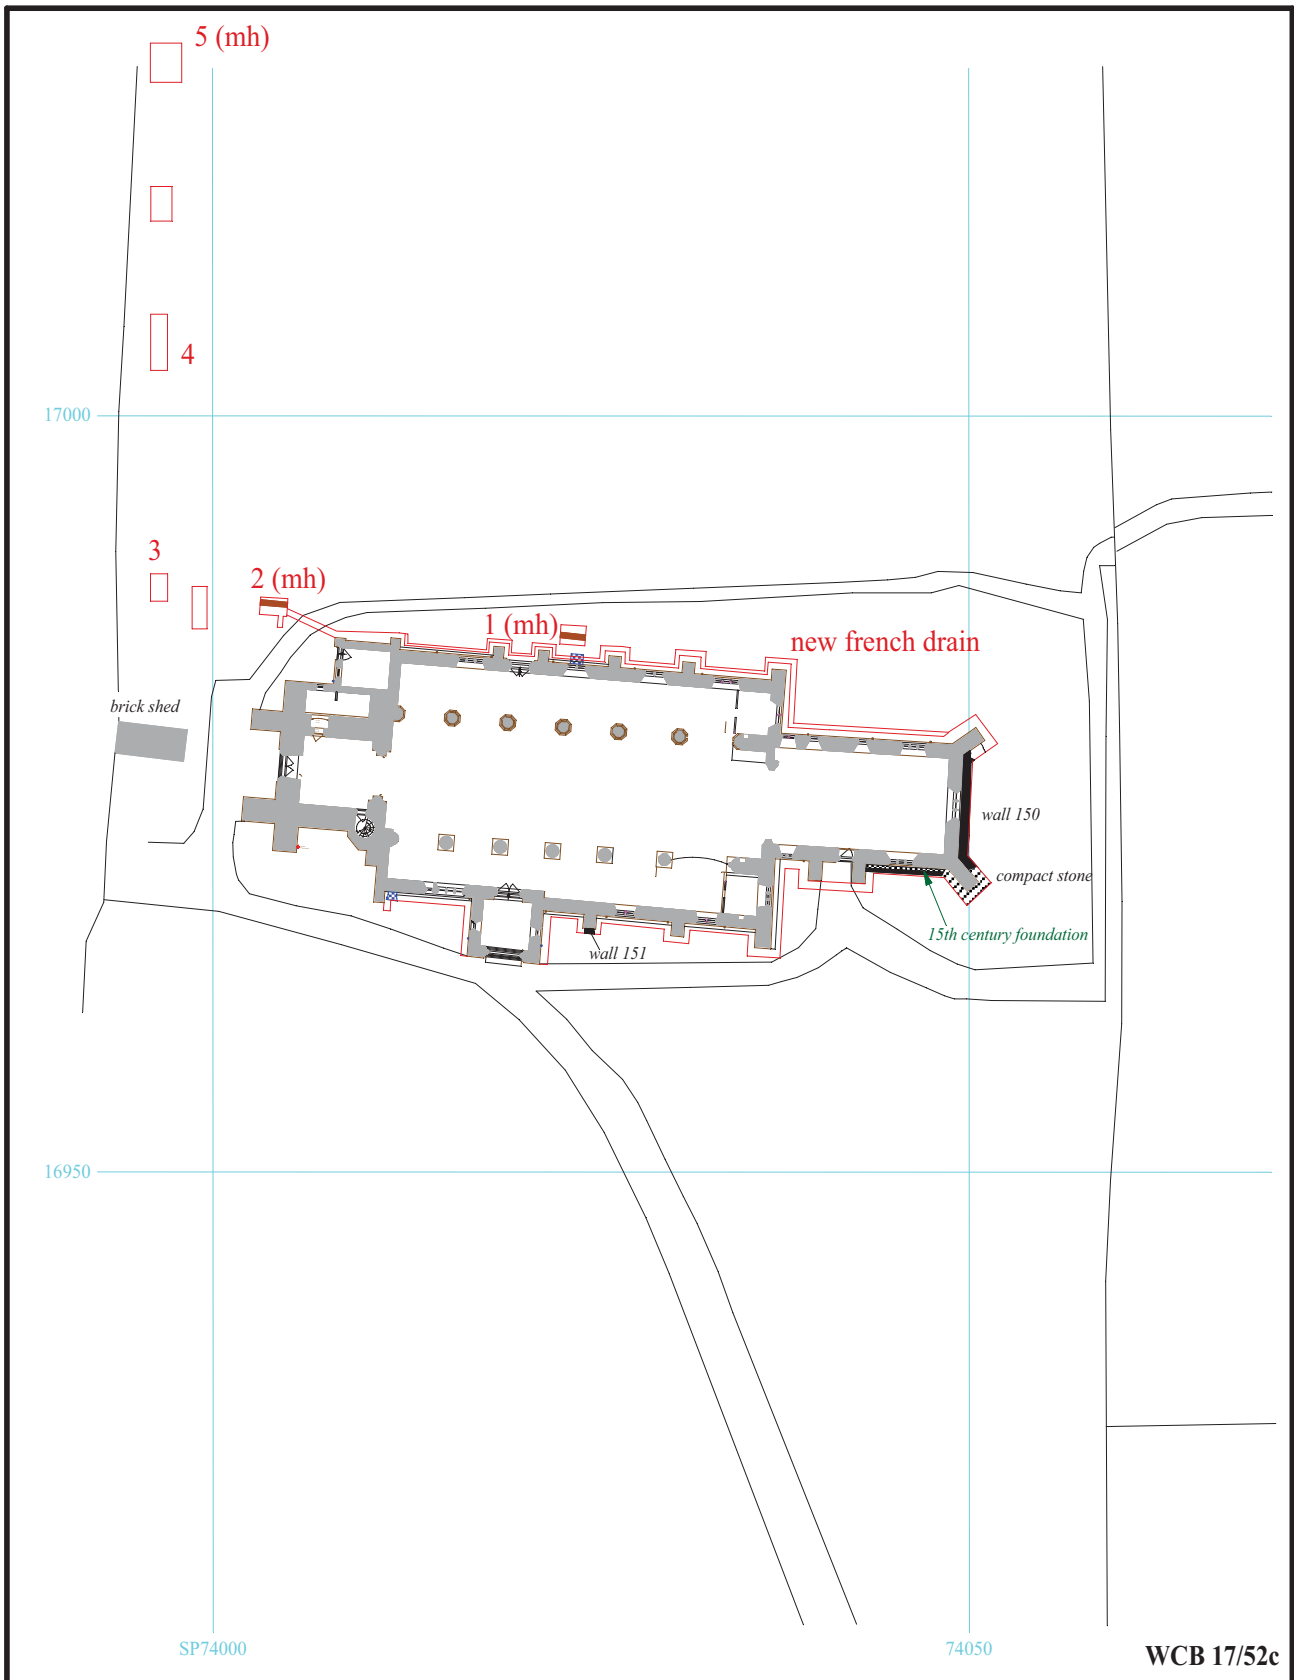 5 (mh)
4
17000
3
2 (mh)
1 (mh)
new french drain
brick shed
wall 150
compact stone
15th century foundation
wall 151
16950
SP74000
74050
WCB 17/52c